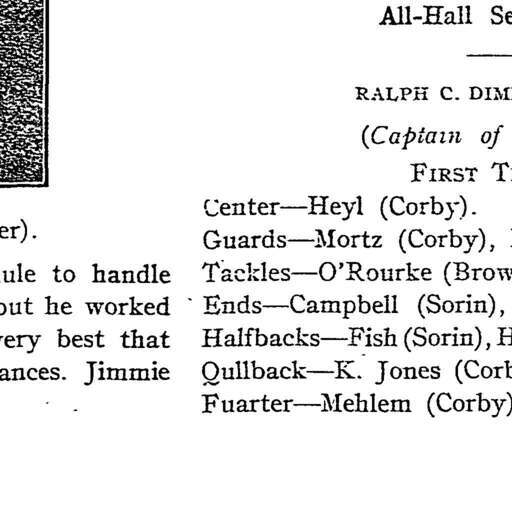 er).
ule to handle
out he worked
very best that
ances. Jimmie
All-Hall Se
RALPH C. DIM
(Captain of
FIRST T
Center—Heyl (Corby).
Guards—Mortz (Corby),
Tackles—O'Rourke (Brow
Ends—Campbell (Sorin),
Halfbacks—Fish (Sorin), H
Qullback—K. Jones (Corb
Fuarter—Mehlem (Corby)